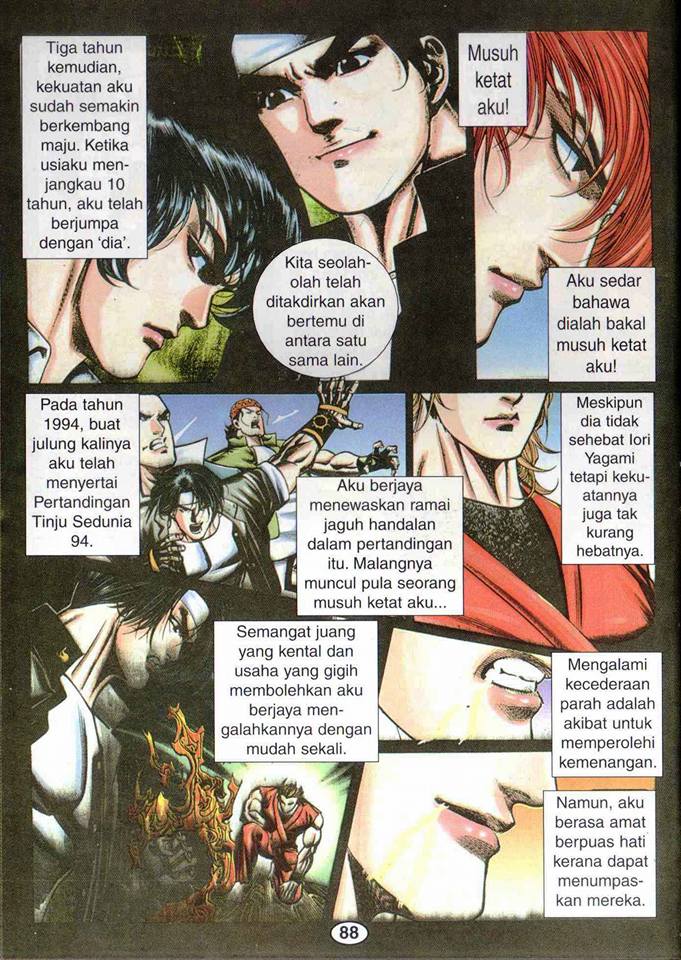 Tiga tahun
kemudian,
kekuatan aku
sudah semakin
berkembang
maju. Ketika
usiaku men-
jangkau 10
tahun, aku telah
berjumpa
dengan 'dia'.
Musuh
ketat
aku!
Kita seolah-
olah telah
ditakdirkan akan
bertemu di
antara satu
sama lain.
Aku sedar
bahawa
dialah bakal
musuh ketat
aku!
Pada tahun
1994, buat
julung kalinya
aku telah
menyertai
Pertandingan
Tinju Sedunia
94.
Aku berjaya
menewaskan ramai
jaguh handalan
dalam pertandingan
itu. Malangnya
muncul pula seorang
musuh ketat aku...
Meskipun
dia tidak
sehebat Iori
Yagami
tetapi keku-
atannya
juga tak
kurang
hebatnya.
Semangat juang
yang kental dan
usaha yang gigih
membolehkan aku
berjaya men-
galahkannya dengan
mudah sekali.
Mengalami
kecederaan
parah adalah
akibat untuk
memperolehi
kemenangan.
Namun, aku
berasa amat
berpuas hati
kerana dapat
menumpas-
kan mereka.
88